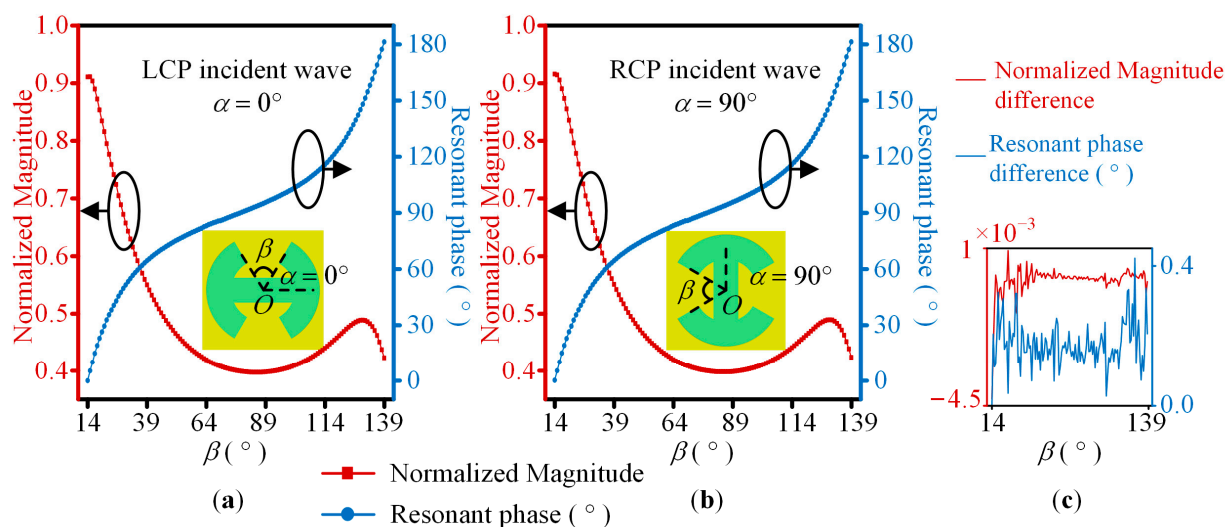 1.0
0.9
0.8
0.7
0.6
0.5
0.4
Normalized Magnitude
LCP incident wave
α = 0°
β
α = 0°
O
180
150
120
90
60
30
0
Resonant phase (°)
14 39 64 89 114 139
β (°)
(a)
1.0
0.9
0.8
0.7
0.6
0.5
0.4
Normalized Magnitude
RCP incident wave
α = 90°
β
α = 90°
O
180
150
120
90
60
30
0
Resonant phase (°)
14 39 64 89 114 139
β (°)
(b)
Normalized Magnitude
difference
Resonant phase
difference (°)
1 ×10⁻³
−4.5
0.4
0.0
14 139
β (°)
(c)
Normalized Magnitude
Resonant phase (°)